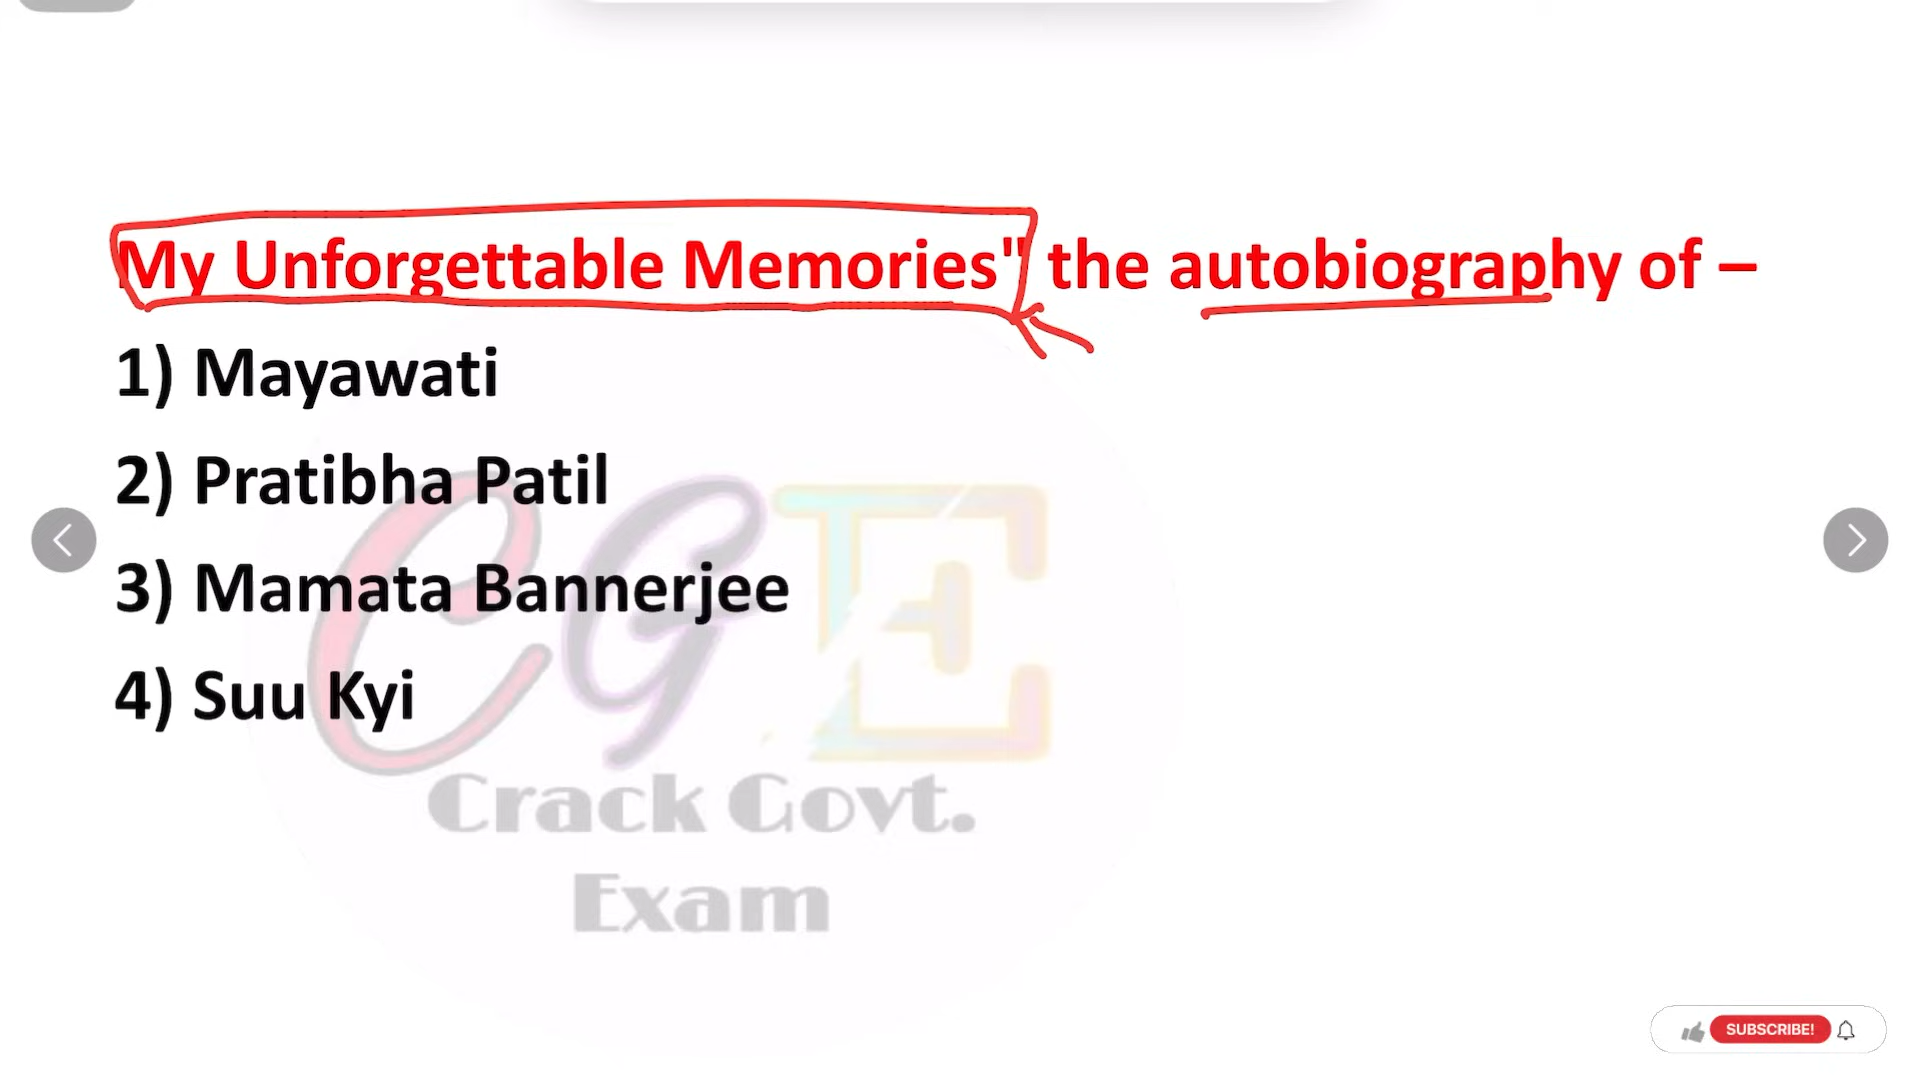 My Unforgettable Memories" the autobiography of –
1) Mayawati
2) Pratibha Patil
3) Mamata Bannerjee
4) Suu Kyi
CGE
Crack Govt.
Exam
SUBSCRIBE!